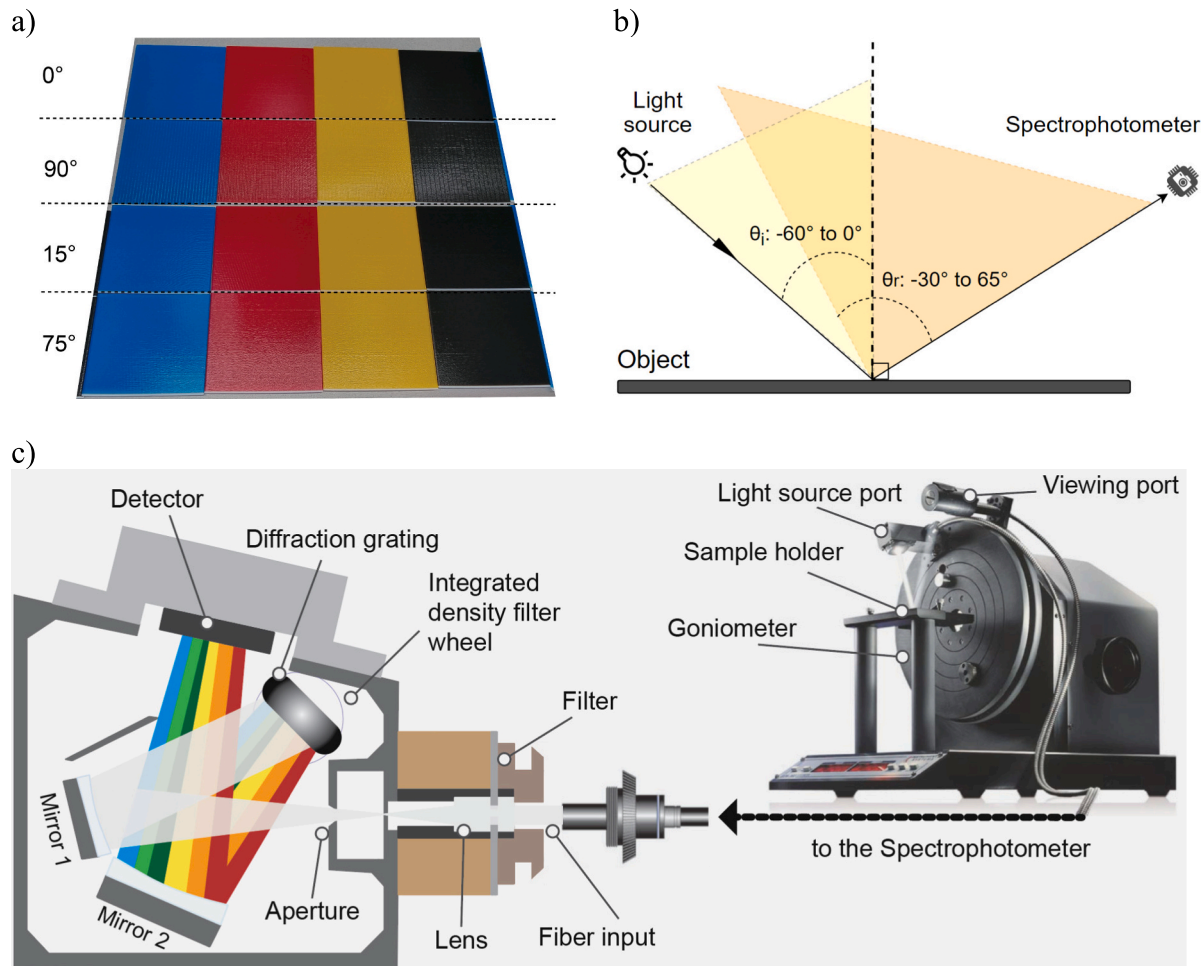 a)
0°
90°
15°
75°
b)
Light
source
Spectrophotometer
θi: -60° to 0°
θr: -30° to 65°
Object
c)
Detector
Diffraction grating
Integrated
density filter
wheel
Filter
Mirror 1
Mirror 2
Aperture
Lens
Fiber input
Light source port
Viewing port
Sample holder
Goniometer
to the Spectrophotometer